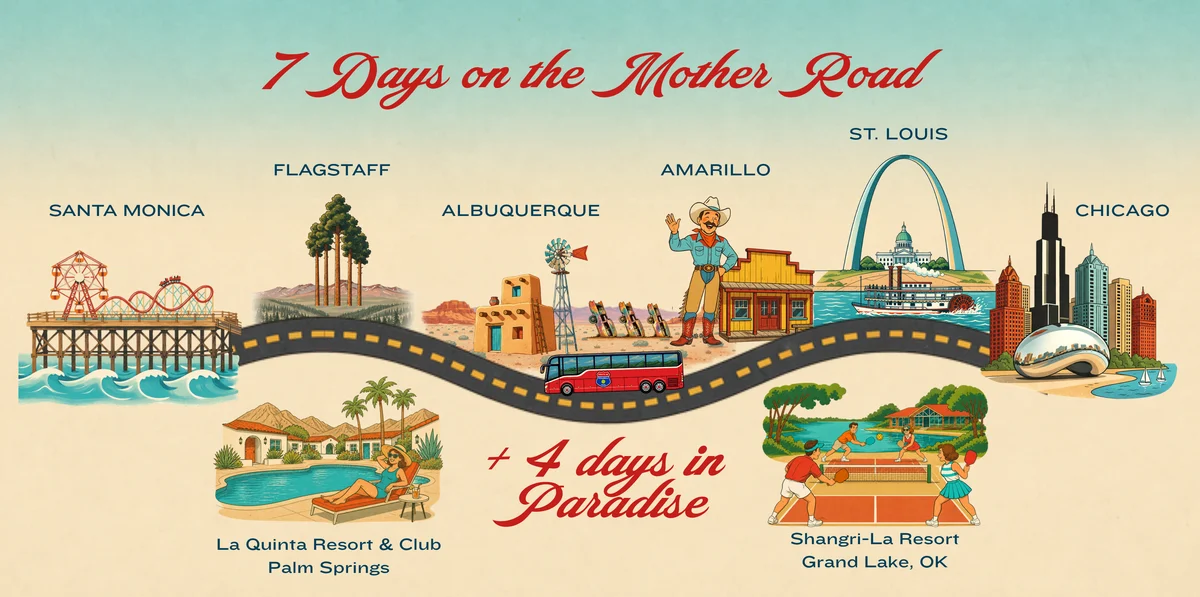 7 Days on the Mother Road
ST. LOUIS
FLAGSTAFF
AMARILLO
SANTA MONICA
ALBUQUERQUE
CHICAGO
+ 4 days in
Paradise
La Quinta Resort & Club
Palm Springs
Shangri-La Resort
Grand Lake, OK